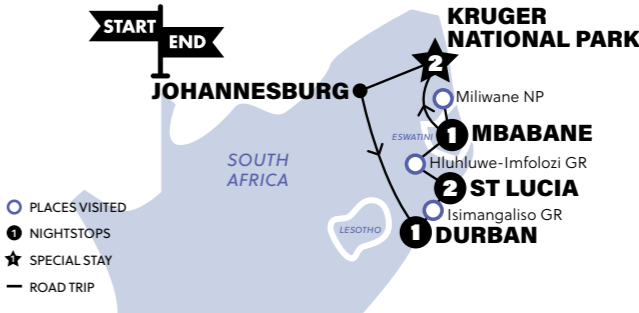 START
END
KRUGER
NATIONAL PARK
2
JOHANNESBURG
Miliwane NP
ESWATINI
1 MBABANE
Hluhluwe-Imfolozi GR
SOUTH
AFRICA
2 ST LUCIA
Isimangaliso GR
LESOTHO
1 DURBAN
PLACES VISITED
1 NIGHTSTOPS
1 SPECIAL STAY
ROAD TRIP